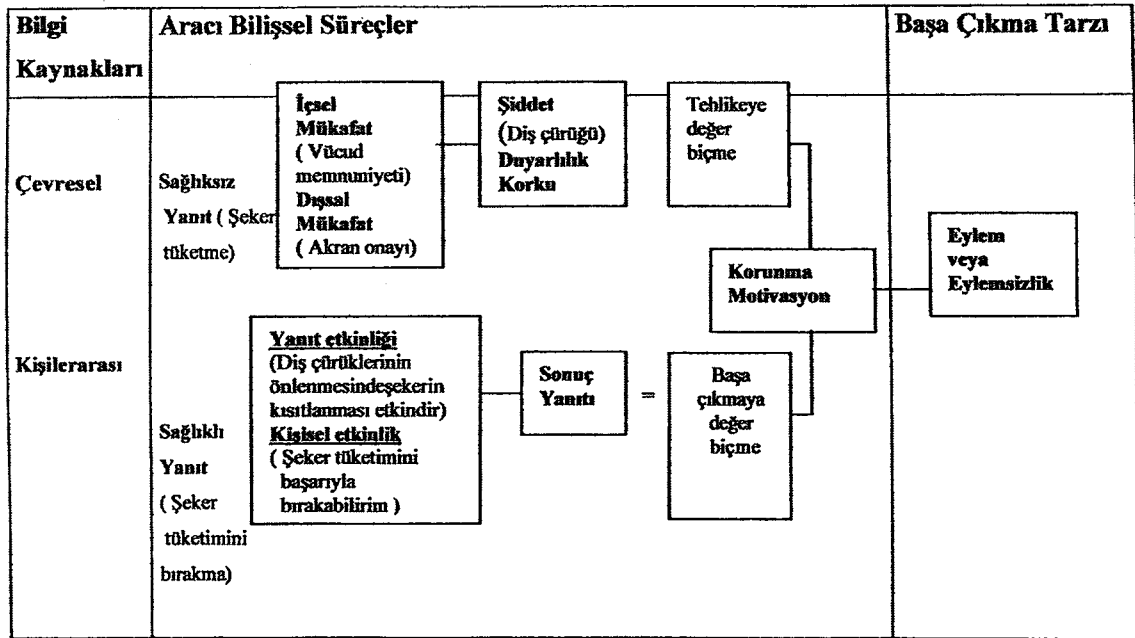 Bilgi
Kaynakları
Aracı Bilişsel Süreçler
Başa Çıkma Tarzı
Çevresel
Sağlıksız
Yanıt ( Şeker
tüketme)
İçsel
Mükafat
( Vücud
memnuniyeti)
Dışsal
Mükafat
( Akran onayı)
Şiddet
(Diş çürüğü)
Duyarlılık
Korku
Tehlikeye
değer
biçme
Korunma
Motivasyon
Eylem
veya
Eylemsizlik
Kişilerarası
Sağlıklı
Yanıt
( Şeker
tüketimini
bırakma)
Yanıt etkinliği
(Diş çürüklerinin
önlenmesindeşekerin
kısıtlanması etkindir)
Kişisel etkinlik
( Şeker tüketimini
başarıyla
bırakabilirim )
Sonuç
Yanıtı
=
Başa
çıkmaya
değer
biçme